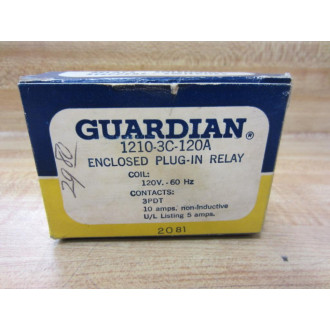 GUARDIAN®
1210-3C-120A
ENCLOSED PLUG-IN RELAY
COIL:
120V.-60 Hz
CONTACTS:
3PDT
10 amps. non-Inductive
U/L Listing 5 amps.
2081